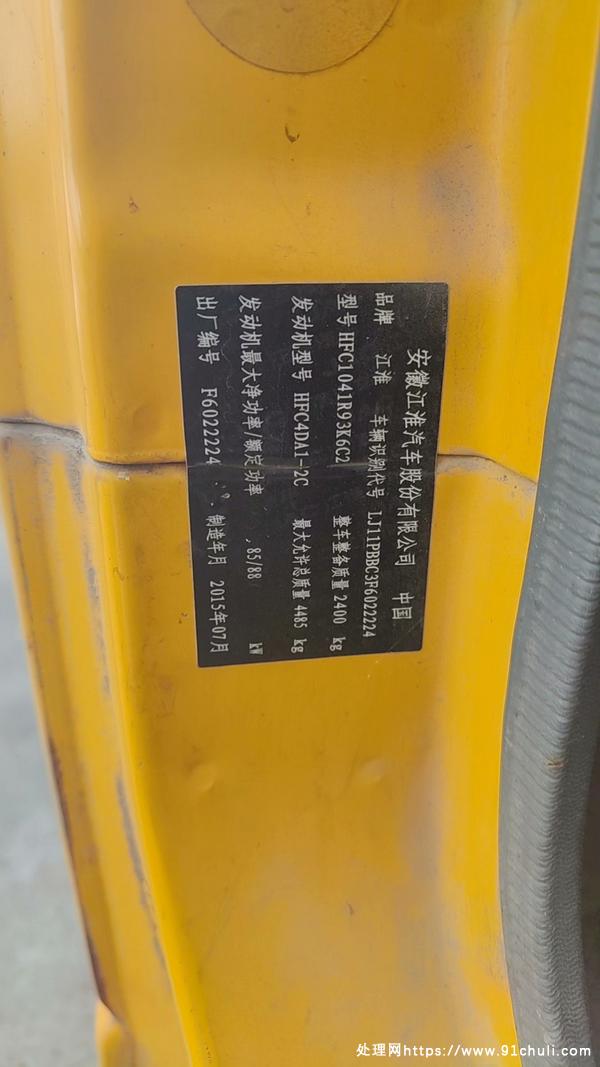 安徽江淮汽车股份有限公司 中国
品牌 江淮 车辆识别代号 LJ11PBBC3F6022224
型号 HFC1041R93K6C2 整车整备质量 2400 kg
发动机型号 HFC4DA1-2C 最大允许总质量 4485 kg
发动机最大净功率/额定功率 85/88 kW
出厂编号 F6022224 制造年月 2015年07月
处理网https://www.91chuli.com